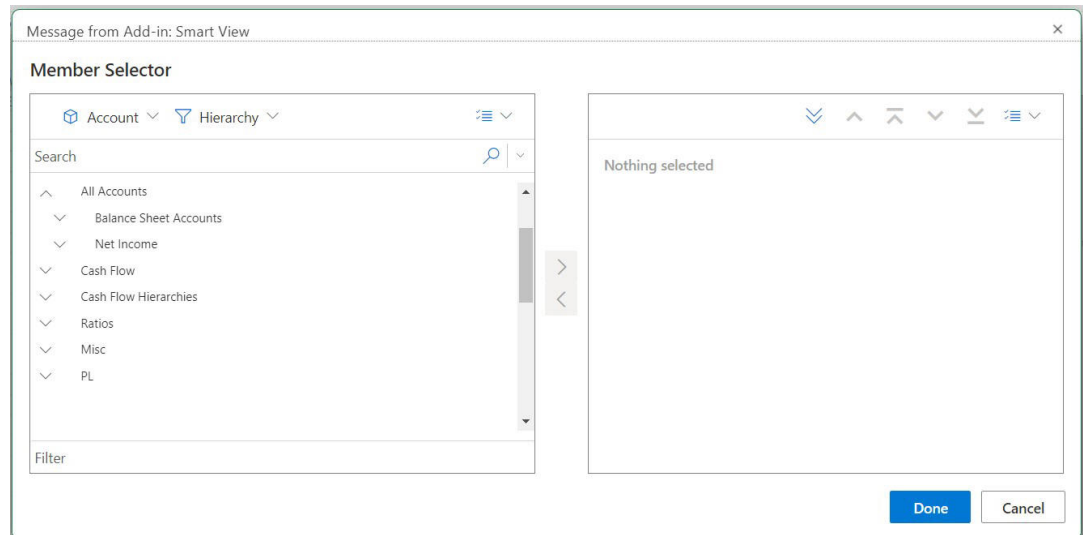 Message from Add-in: Smart View
Member Selector
Account Hierarchy
Search
All Accounts
Balance Sheet Accounts
Net Income
Cash Flow
Cash Flow Hierarchies
Ratios
Misc
PL
Filter
Nothing selected
Done Cancel